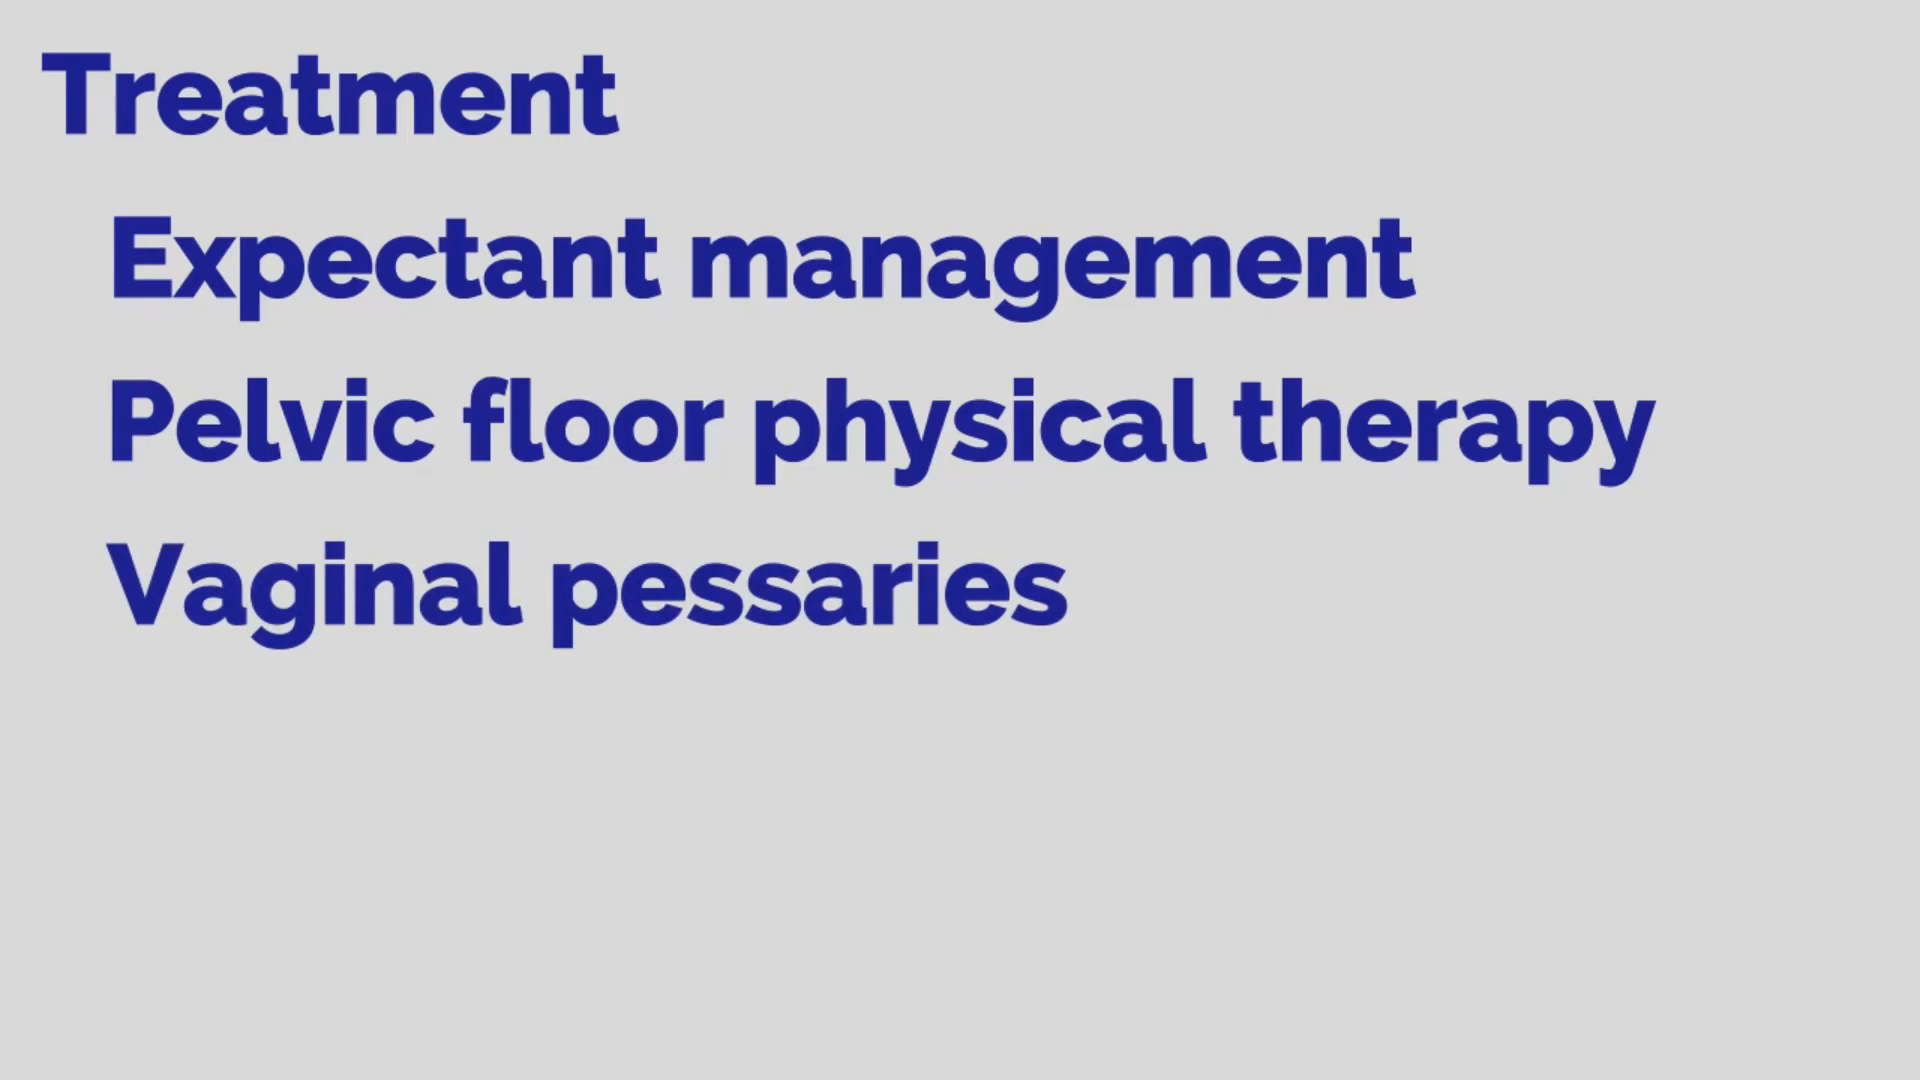 Treatment
Expectant management
Pelvic floor physical therapy
Vaginal pessaries